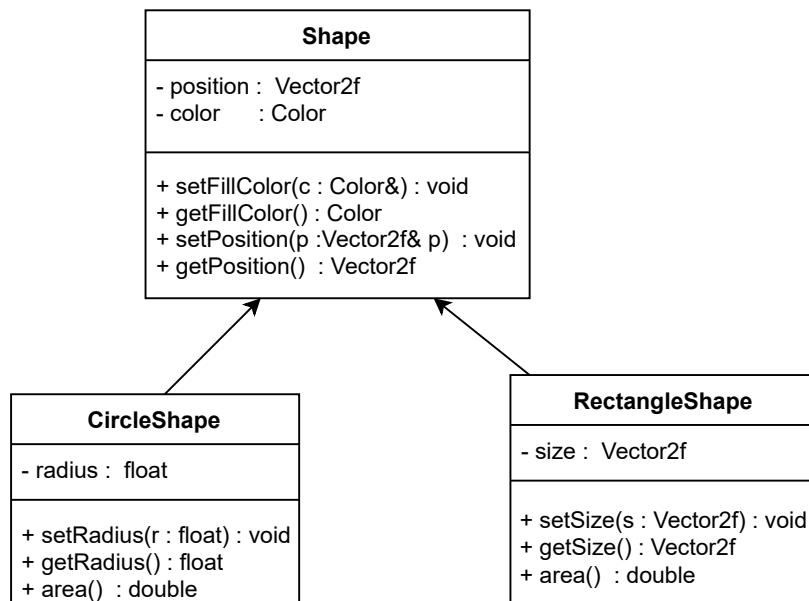 Shape
- position :  Vector2f
- color      : Color
+ setFillColor(c : Color&) : void
+ getFillColor() : Color
+ setPosition(p :Vector2f& p)  : void
+ getPosition()  : Vector2f
CircleShape
- radius :  float
+ setRadius(r : float) : void
+ getRadius() : float
+ area()  : double
RectangleShape
- size :  Vector2f
+ setSize(s : Vector2f) : void
+ getSize() : Vector2f
+ area()  : double